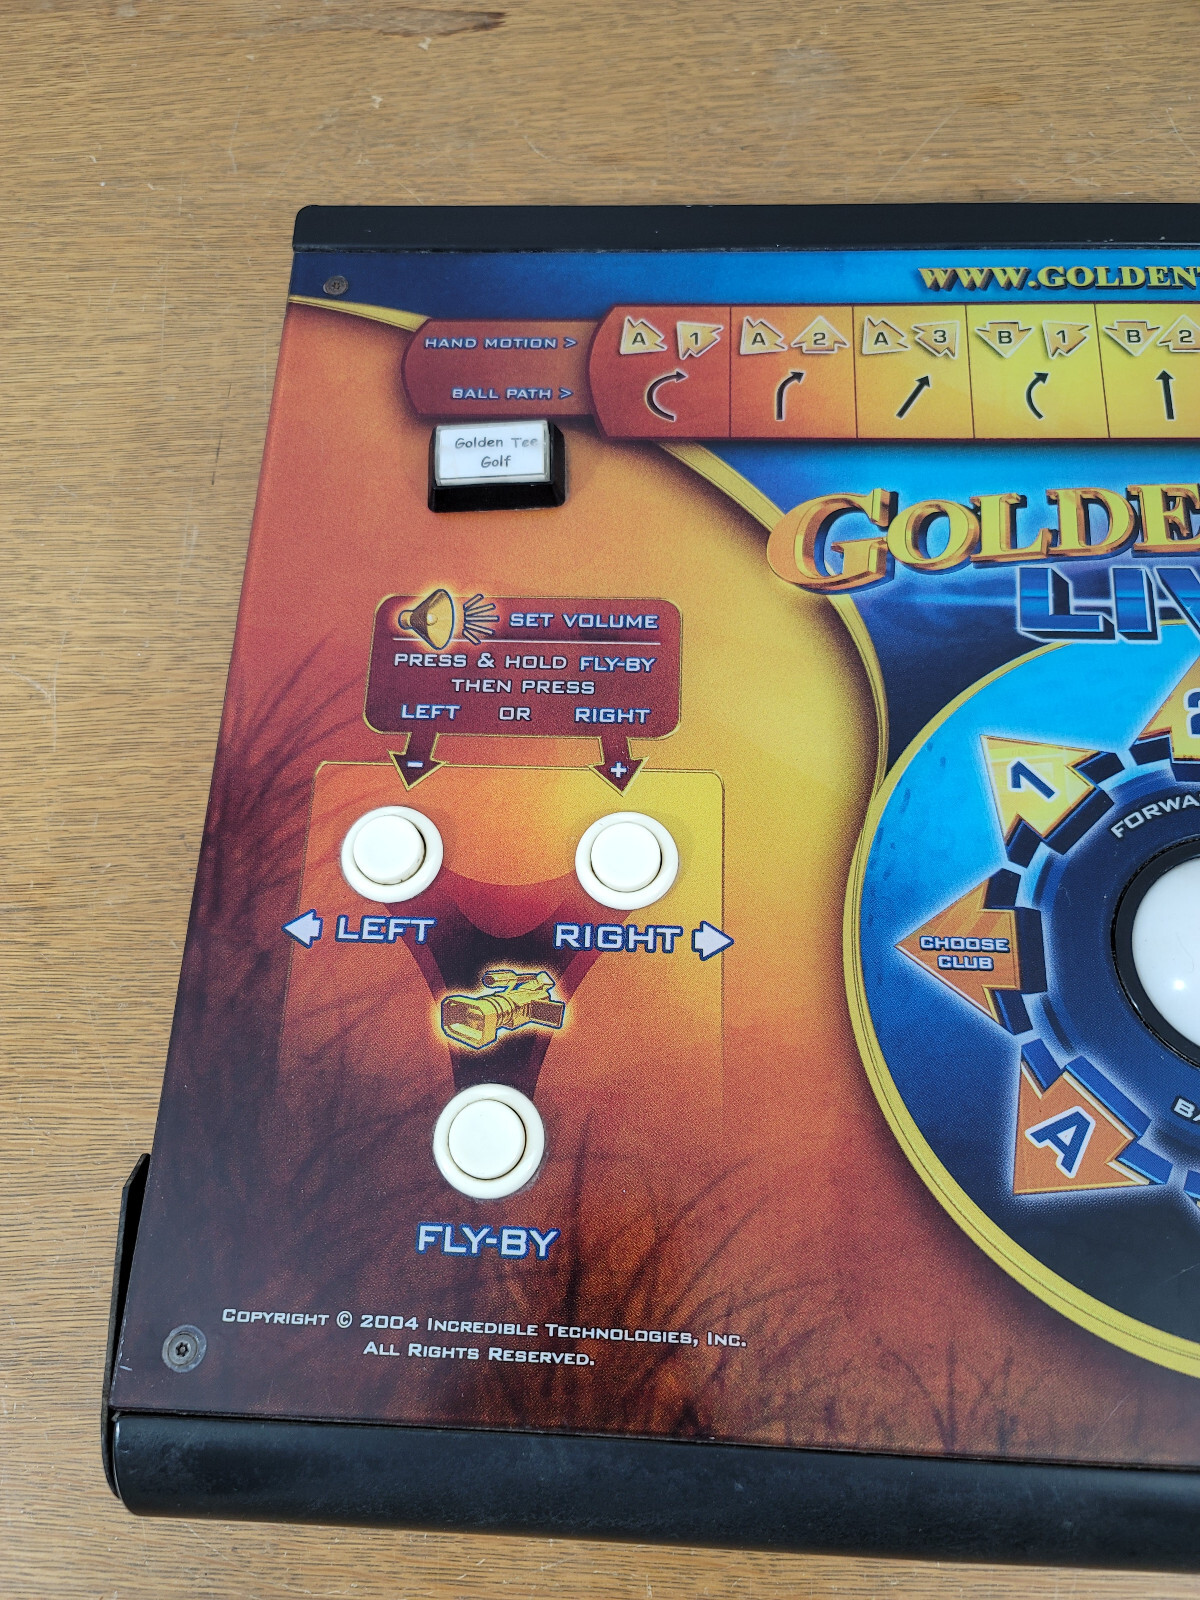 WWW.GOLDENT
HAND MOTION >
A 1 A 2 A 3 B 1 B 2
BALL PATH >
Golden Tee
Golf
GOLDE
LIV
SET VOLUME
PRESS & HOLD FLY-BY
THEN PRESS
LEFT OR RIGHT
- +
2
1
FORWA
LEFT
RIGHT
CHOOSE
CLUB
A
BA
FLY-BY
COPYRIGHT © 2004 INCREDIBLE TECHNOLOGIES, INC.
ALL RIGHTS RESERVED.